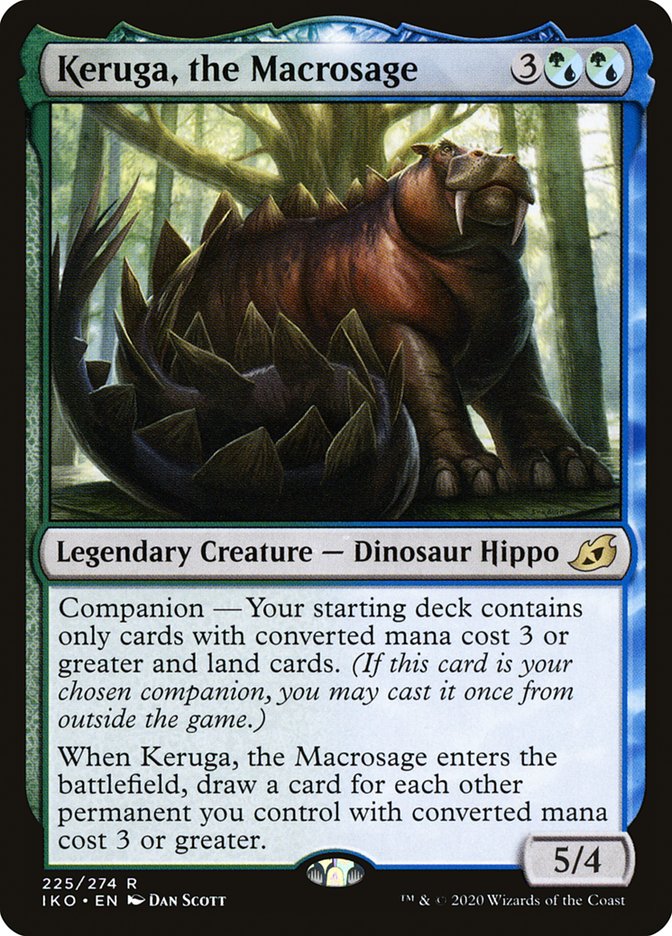 Keruga, the Macrosage 3
Legendary Creature — Dinosaur Hippo
Companion — Your starting deck contains
only cards with converted mana cost 3 or
greater and land cards. (If this card is your
chosen companion, you may cast it once from
outside the game.)
When Keruga, the Macrosage enters the
battlefield, draw a card for each other
permanent you control with converted mana
cost 3 or greater.
5/4
225/274 R
IKO • EN Dan Scott
™ & © 2020 Wizards of the Coast